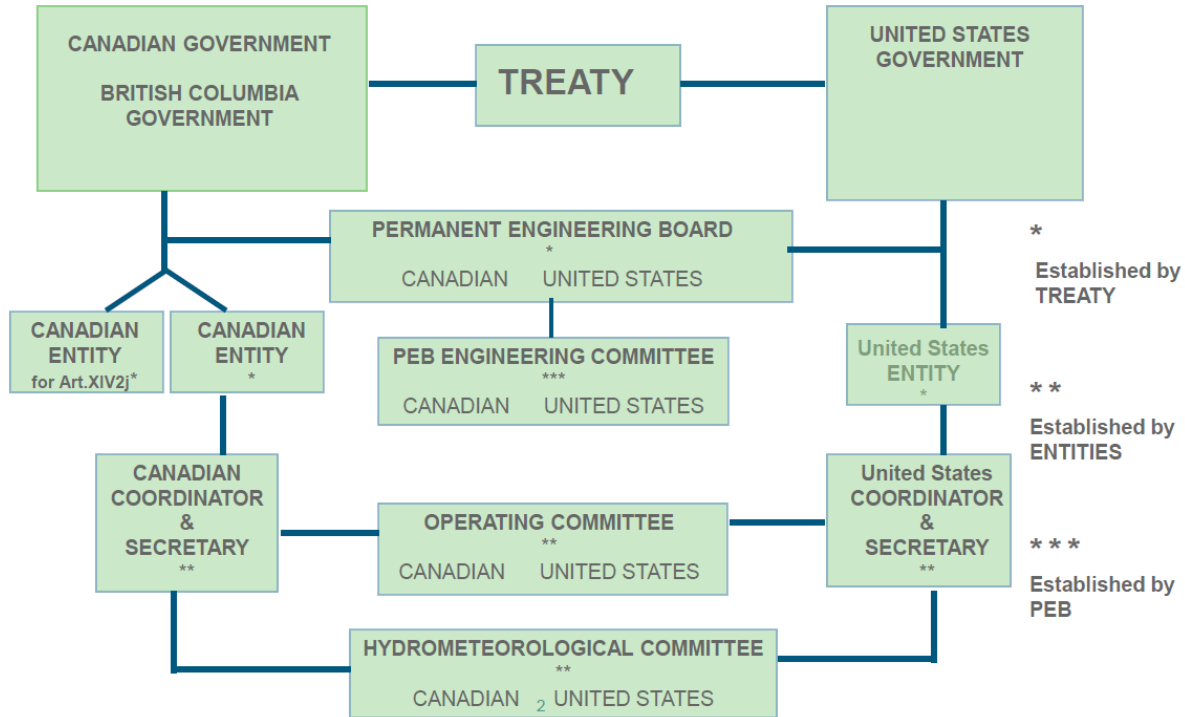 CANADIAN GOVERNMENT
BRITISH COLUMBIA
GOVERNMENT
TREATY
UNITED STATES
GOVERNMENT
PERMANENT ENGINEERING BOARD
*
CANADIAN UNITED STATES
*
Established by
TREATY
CANADIAN
ENTITY
for Art.XIV2j*
CANADIAN
ENTITY
*
PEB ENGINEERING COMMITTEE
***
CANADIAN UNITED STATES
United States
ENTITY
*
**
Established by
ENTITIES
CANADIAN
COORDINATOR
&
SECRETARY
**
OPERATING COMMITTEE
**
CANADIAN UNITED STATES
United States
COORDINATOR
&
SECRETARY
**
***
Established by
PEB
HYDROMETEOROLOGICAL COMMITTEE
**
CANADIAN 2 UNITED STATES